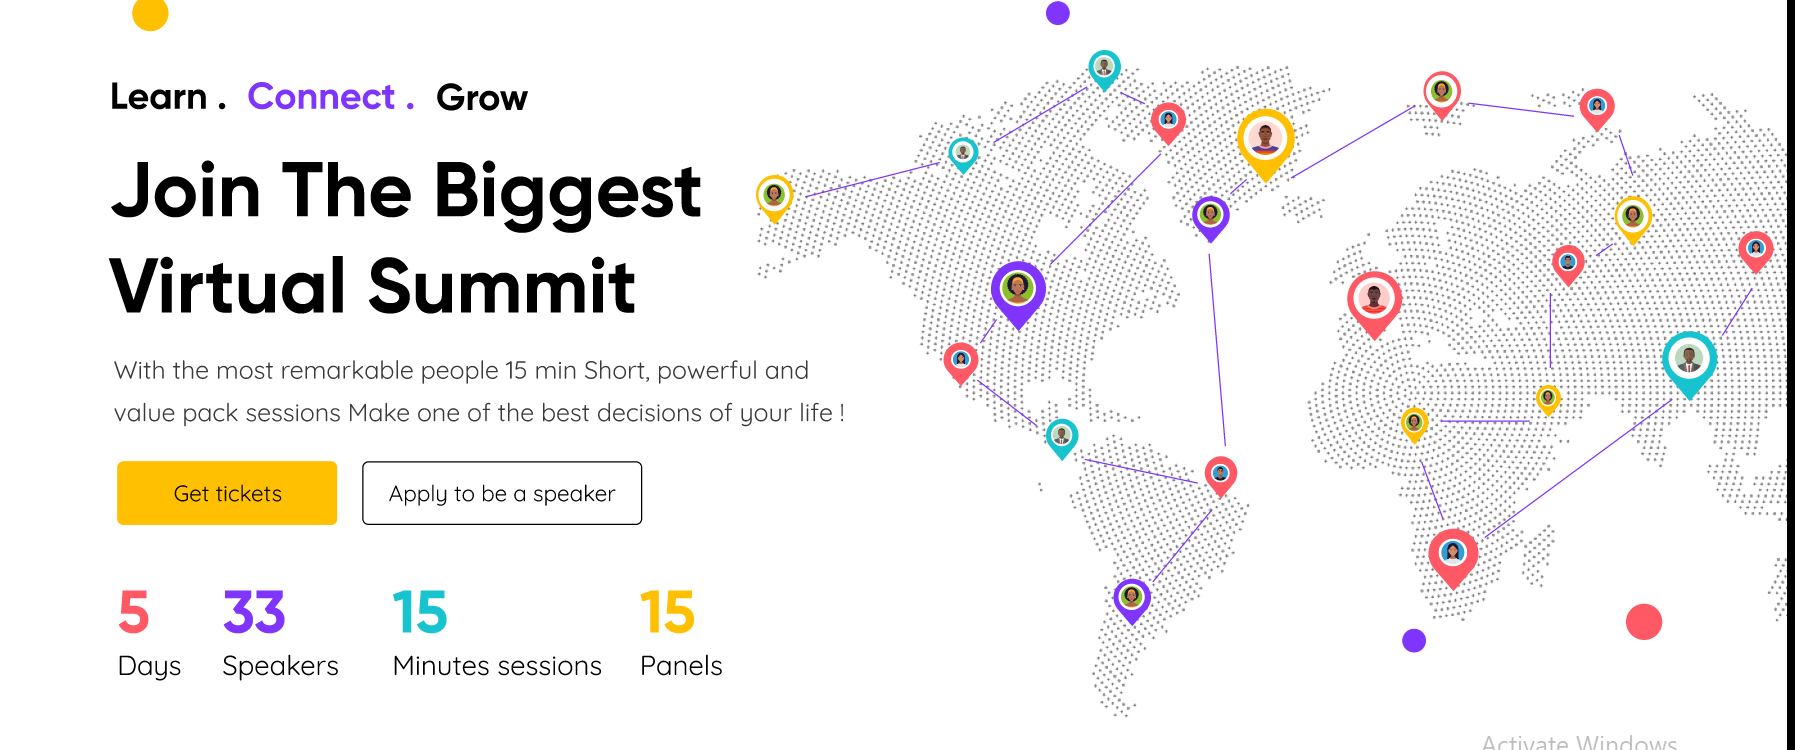 Learn . Connect . Grow
Join The Biggest
Virtual Summit
With the most remarkable people 15 min Short, powerful and
value pack sessions Make one of the best decisions of your life !
Get tickets Apply to be a speaker
5 33 15 15
Days Speakers Minutes sessions Panels
Activate Windows